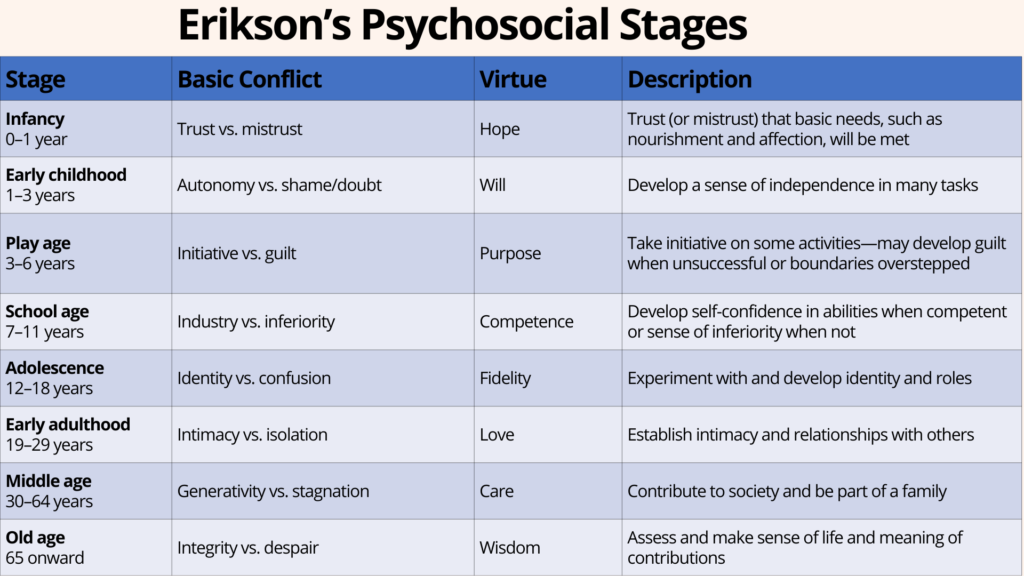 Erikson’s Psychosocial Stages
Stage Basic Conflict Virtue Description
Infancy
0–1 year
Trust vs. mistrust
Hope
Trust (or mistrust) that basic needs, such as
nourishment and affection, will be met
Early childhood
1–3 years
Autonomy vs. shame/doubt
Will
Develop a sense of independence in many tasks
Play age
3–6 years
Initiative vs. guilt
Purpose
Take initiative on some activities—may develop guilt
when unsuccessful or boundaries overstepped
School age
7–11 years
Industry vs. inferiority
Competence
Develop self-confidence in abilities when competent
or sense of inferiority when not
Adolescence
12–18 years
Identity vs. confusion
Fidelity
Experiment with and develop identity and roles
Early adulthood
19–29 years
Intimacy vs. isolation
Love
Establish intimacy and relationships with others
Middle age
30–64 years
Generativity vs. stagnation
Care
Contribute to society and be part of a family
Old age
65 onward
Integrity vs. despair
Wisdom
Assess and make sense of life and meaning of
contributions